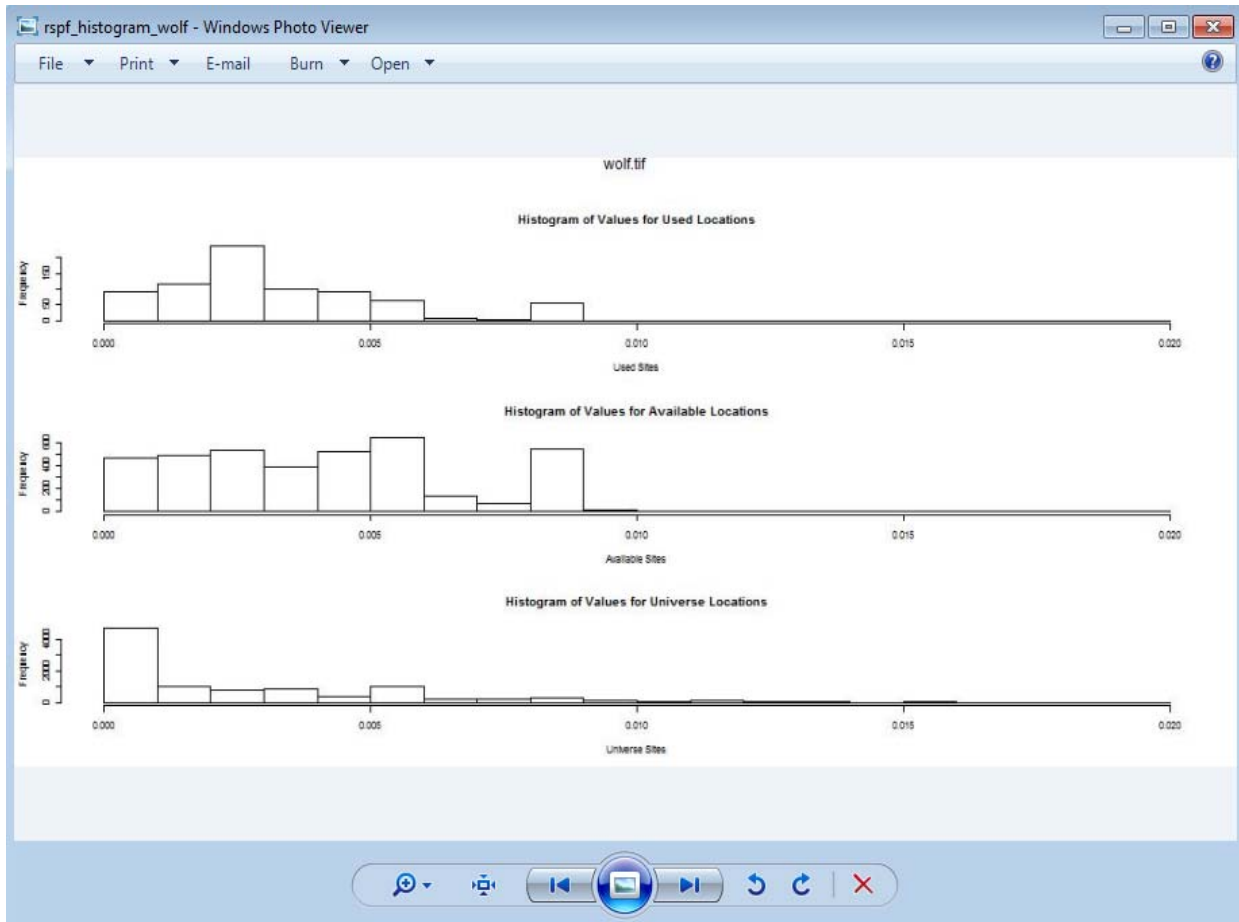 rspf_histogram_wolf - Windows Photo Viewer
File Print E-mail Burn Open
wolf.tif
Histogram of Values for Used Locations
Frequency
0 50 150
0.000 0.005 0.010 0.015 0.020
Used Sites
Histogram of Values for Available Locations
Frequency
0 200 400 600
0.000 0.005 0.010 0.015 0.020
Available Sites
Histogram of Values for Universe Locations
Frequency
0 2000 4000
0.000 0.005 0.010 0.015 0.020
Universe Sites